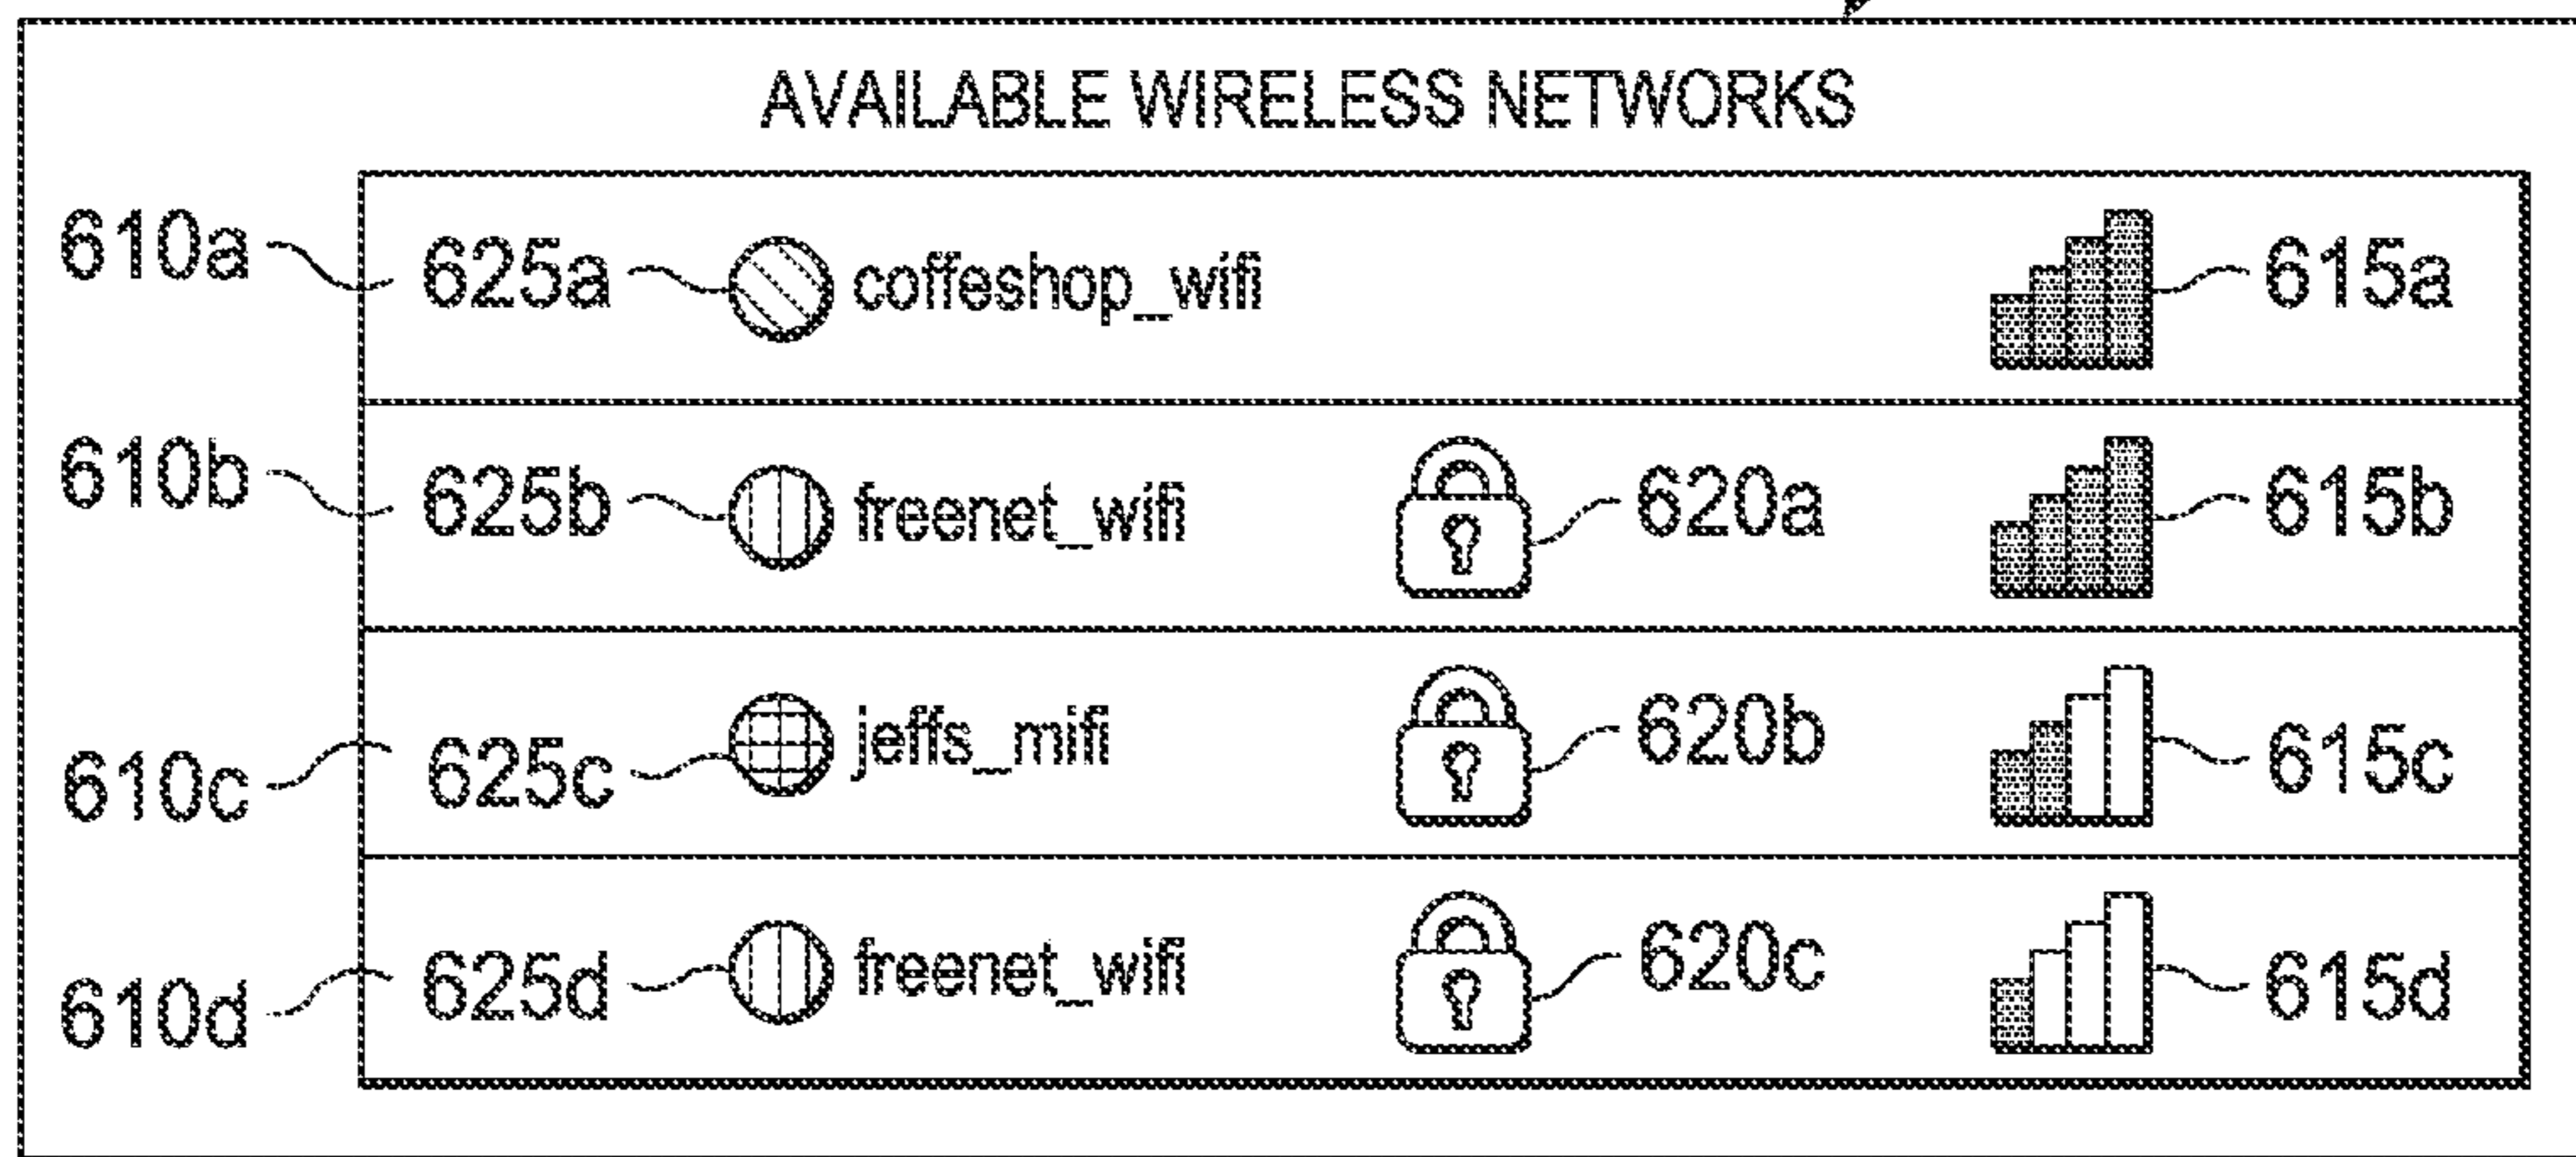 AVAILABLE WIRELESS NETWORKS
610a 625a coffeshop_wifi 615a
610b 625b freenet_wifi 620a 615b
610c 625c jeffs_mifi 620b 615c
610d 625d freenet_wifi 620c 615d